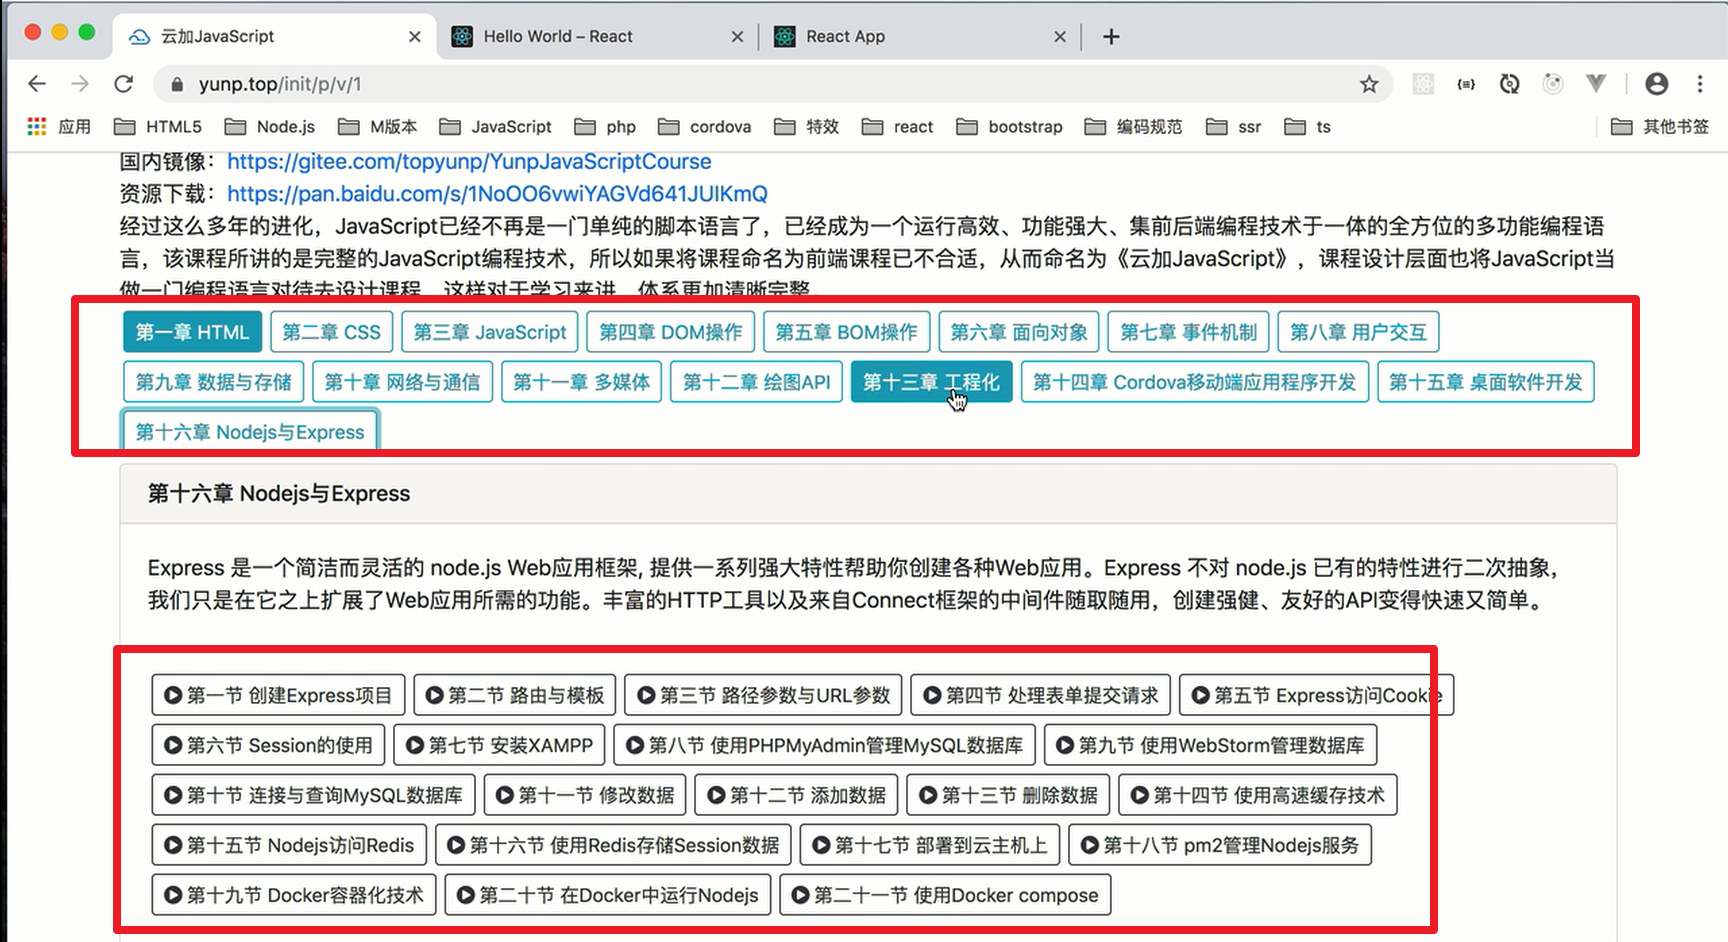 云加JavaScript
Hello World – React
React App
yunp.top/init/p/v/1
应用 HTML5 Node.js M版本 JavaScript php cordova 特效 react bootstrap 编码规范 ssr ts 其他书签
国内镜像：https://gitee.com/topyunp/YunpJavaScriptCourse
资源下载：https://pan.baidu.com/s/1NoOO6vwiYAGVd641JUIKmQ
经过这么多年的进化，JavaScript已经不再是一门单纯的脚本语言了，已经成为一个运行高效、功能强大、集前后端编程技术于一体的全方位的多功能编程语
言，该课程所讲的是完整的JavaScript编程技术，所以如果将课程命名为前端课程已不合适，从而命名为《云加JavaScript》，课程设计层面也将JavaScript当
做一门编程语言对待去设计课程，这样对于学习来讲，体系更加清晰完整。
第一章 HTML 第二章 CSS 第三章 JavaScript 第四章 DOM操作 第五章 BOM操作 第六章 面向对象 第七章 事件机制 第八章 用户交互
第九章 数据与存储 第十章 网络与通信 第十一章 多媒体 第十二章 绘图API 第十三章 工程化 第十四章 Cordova移动端应用程序开发 第十五章 桌面软件开发
第十六章 Nodejs与Express
第十六章 Nodejs与Express
Express 是一个简洁而灵活的 node.js Web应用框架, 提供一系列强大特性帮助你创建各种Web应用。Express 不对 node.js 已有的特性进行二次抽象，
我们只是在它之上扩展了Web应用所需的功能。丰富的HTTP工具以及来自Connect框架的中间件随取随用，创建强健、友好的API变得快速又简单。
第一节 创建Express项目 第二节 路由与模板 第三节 路径参数与URL参数 第四节 处理表单提交请求 第五节 Express访问Cookie
第六节 Session的使用 第七节 安装XAMPP 第八节 使用PHPMyAdmin管理MySQL数据库 第九节 使用WebStorm管理数据库
第十节 连接与查询MySQL数据库 第十一节 修改数据 第十二节 添加数据 第十三节 删除数据 第十四节 使用高速缓存技术
第十五节 Nodejs访问Redis 第十六节 使用Redis存储Session数据 第十七节 部署到云主机上 第十八节 pm2管理Nodejs服务
第十九节 Docker容器化技术 第二十节 在Docker中运行Nodejs 第二十一节 使用Docker compose